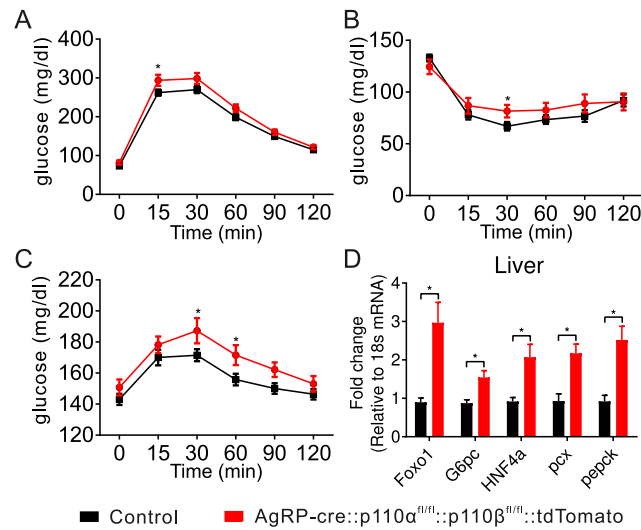 A
glucose (mg/dl)
400
300
200
100
0
*
0 15 30 60 90 120
Time (min)
B
glucose (mg/dl)
150
100
50
0
*
0 15 30 60 90 120
Time (min)
C
glucose (mg/dl)
220
200
180
160
140
120
* *
0 15 30 60 90 120
Time (min)
D
Liver
Fold change
(Relative to 18s mRNA)
4
3
2
1
0
* * * * *
Foxo1 G6pc HNF4a pcx pepck
Control AgRP-cre::p110α^fl/fl::p110β^fl/fl::tdTomato